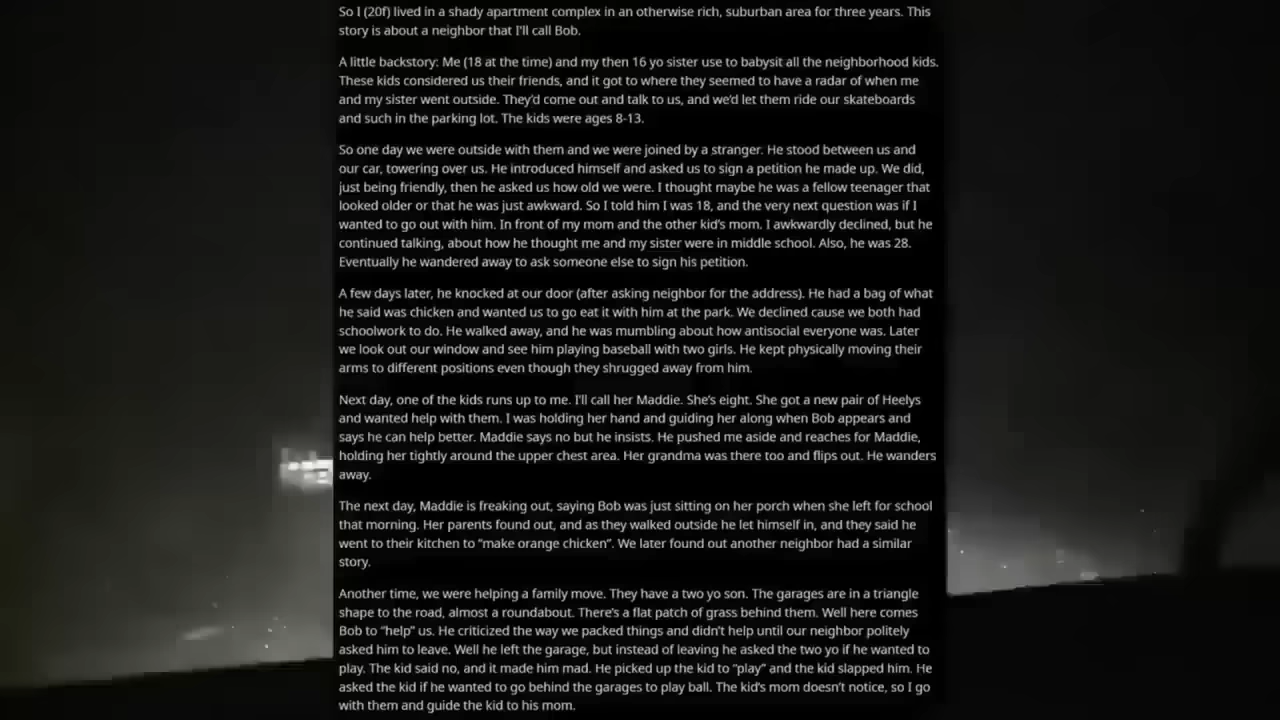 So I (20f) lived in a shady apartment complex in an otherwise rich, suburban area for three years. This
story is about a neighbor that I'll call Bob.
A little backstory: Me (18 at the time) and my then 16 yo sister use to babysit all the neighborhood kids.
These kids considered us their friends, and it got to where they seemed to have a radar of when me
and my sister went outside. They'd come out and talk to us, and we'd let them ride our skateboards
and such in the parking lot. The kids were ages 8-13.
So one day we were outside with them and we were joined by a stranger. He stood between us and
our car, towering over us. He introduced himself and asked us to sign a petition he made up. We did,
just being friendly, then he asked us how old we were. I thought maybe he was a fellow teenager that
looked older or that he was just awkward. So I told him I was 18, and the very next question was if I
wanted to go out with him. In front of my mom and the other kid's mom. I awkwardly declined, but he
continued talking, about how he thought me and my sister were in middle school. Also, he was 28.
Eventually he wandered away to ask someone else to sign his petition.
A few days later, he knocked at our door (after asking neighbor for the address). He had a bag of what
he said was chicken and wanted us to go eat it with him at the park. We declined cause we both had
schoolwork to do. He walked away, and he was mumbling about how antisocial everyone was. Later
we look out our window and see him playing baseball with two girls. He kept physically moving their
arms to different positions even though they shrugged away from him.
Next day, one of the kids runs up to me. I'll call her Maddie. She's eight. She got a new pair of Heelys
and wanted help with them. I was holding her hand and guiding her along when Bob appears and
says he can help better. Maddie says no but he insists. He pushed me aside and reaches for Maddie,
holding her tightly around the upper chest area. Her grandma was there too and flips out. He wanders
away.
The next day, Maddie is freaking out, saying Bob was just sitting on her porch when she left for school
that morning. Her parents found out, and as they walked outside he let himself in, and they said he
went to their kitchen to “make orange chicken”. We later found out another neighbor had a similar
story.
Another time, we were helping a family move. They have a two yo son. The garages are in a triangle
shape to the road, almost a roundabout. There's a flat patch of grass behind them. Well here comes
Bob to “help” us. He criticized the way we packed things and didn't help until our neighbor politely
asked him to leave. Well he left the garage, but instead of leaving he asked the two yo if he wanted to
play. The kid said no, and it made him mad. He picked up the kid to “play” and the kid slapped him. He
asked the kid if he wanted to go behind the garages to play ball. The kid's mom doesn't notice, so I go
with them and guide the kid to his mom.